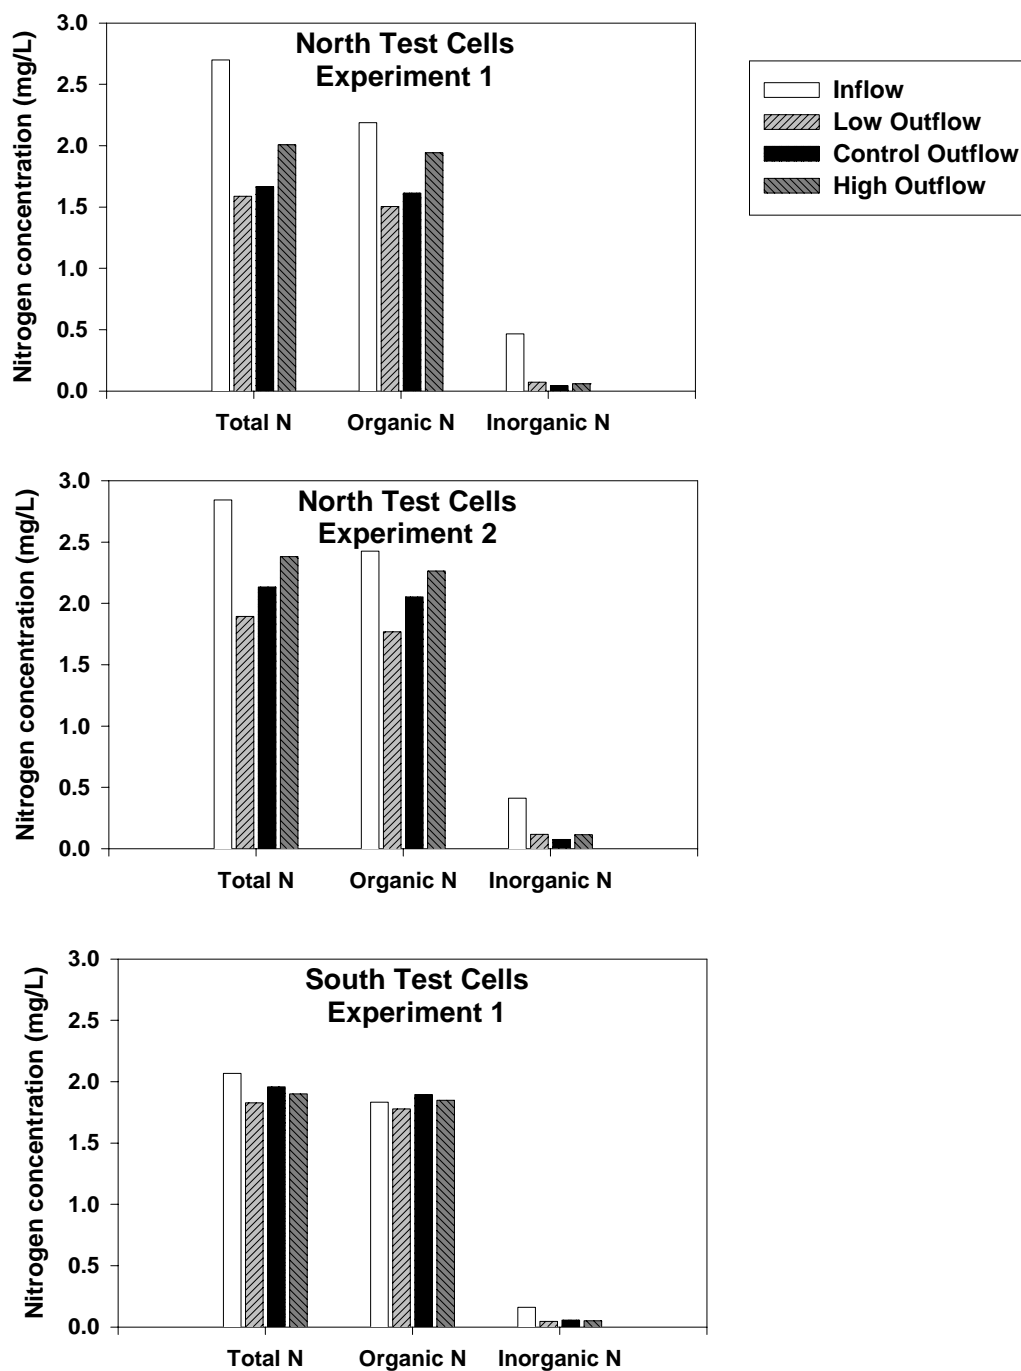 Nitrogen concentration (mg/L)
3.0
2.5
2.0
1.5
1.0
0.5
0.0
North Test Cells
Experiment 1
Total N
Organic N
Inorganic N
Inflow
Low Outflow
Control Outflow
High Outflow
Nitrogen concentration (mg/L)
3.0
2.5
2.0
1.5
1.0
0.5
0.0
North Test Cells
Experiment 2
Total N
Organic N
Inorganic N
Nitrogen concentration (mg/L)
3.0
2.5
2.0
1.5
1.0
0.5
0.0
South Test Cells
Experiment 1
Total N
Organic N
Inorganic N